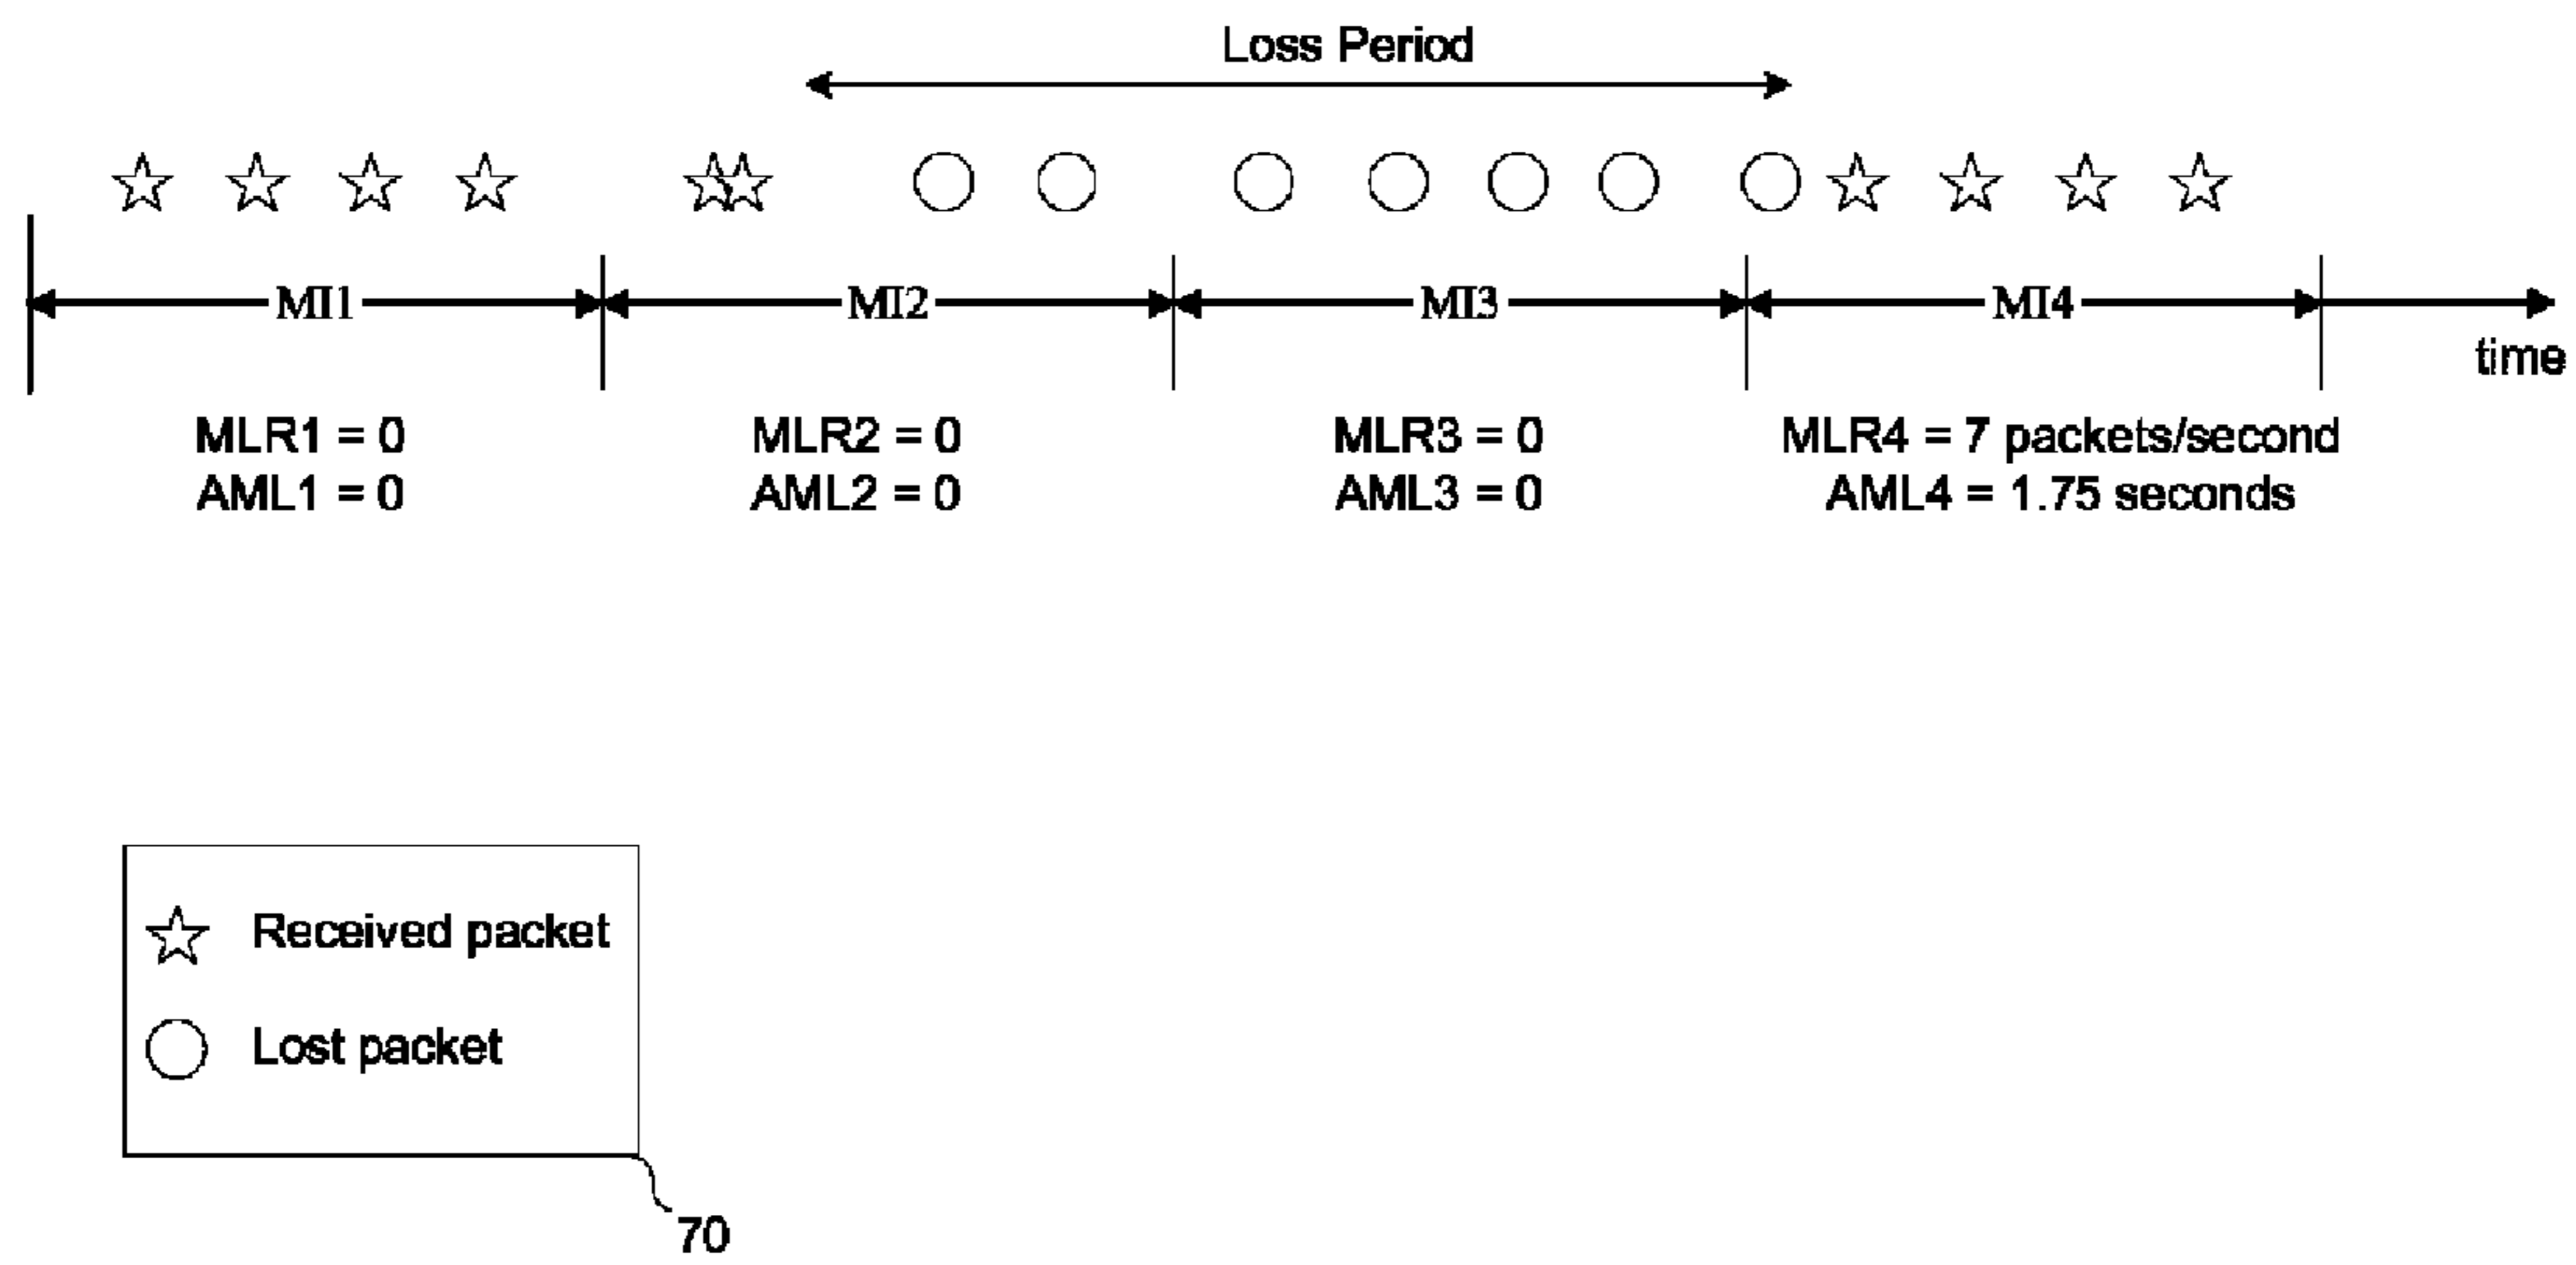 Loss Period
MI1 MI2 MI3 MI4
time
MLR1 = 0 MLR2 = 0 MLR3 = 0 MLR4 = 7 packets/second
AML1 = 0 AML2 = 0 AML3 = 0 AML4 = 1.75 seconds
Received packet
Lost packet
70